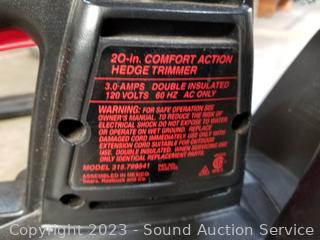 20-in. COMFORT ACTION
HEDGE TRIMMER
3.0 AMPS DOUBLE INSULATED
120 VOLTS 60 HZ AC ONLY
WARNING: FOR SAFE OPERATION SEE
OWNER'S MANUAL. TO REDUCE THE RISK OF
ELECTRICAL SHOCK DO NOT EXPOSE TO WATER
OR OPERATE ON WET GROUND. REPLACE
DAMAGED CORD IMMEDIATELY. USE
EXTENSION CORD SUITABLE FOR OUTDOOR USE.
DOUBLE INSULATED. WHEN SERVICING USE
ONLY IDENTICAL REPLACEMENT PARTS.
MODEL 315.799541
ASSEMBLED IN MEXICO
Sears, Roebuck and Co.
Copyright 2023 - Sound Auction Service